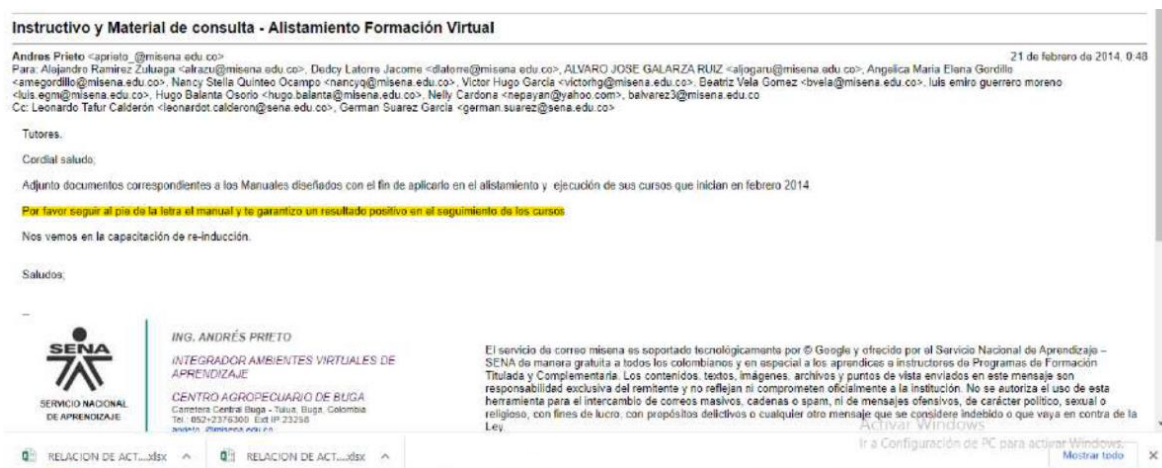 Instructivo y Material de consulta - Alistamiento Formación Virtual
Andres Prieto <aprieto_@misena.edu.co>
21 de febrero de 2014, 0:48
Para: Alejandro Ramirez Zuluaga <alrazu@misena.edu.co>, Dedcy Latorre Jacome <dlatorre@misena.edu.co>, ALVARO JOSE GALARZA RUIZ <aljogaru@misena.edu.co>, Angelica Maria Elena Gordillo
<amegordillo@misena.edu.co>, Nancy Stella Quinteo Ocampo <nancyq@misena.edu.co>, Victor Hugo Garcia <victorhg@misena.edu.co>, Beatriz Vela Gomez <bvela@misena.edu.co>, luis emiro guerrero moreno
<luis.egm@misena.edu.co>, Hugo Balanta Osorio <hugo.balanta@misena.edu.co>, Nelly Cardona <nepayan@yahoo.com>, balvarez3@misena.edu.co
Cc: Leonardo Tafur Calderón <leonardot.calderon@sena.edu.co>, German Suarez Garcia <german.suarez@sena.edu.co>
Tutores.
Cordial saludo;
Adjunto documentos correspondientes a los Manuales diseñados con el fin de aplicarlo en el alistamiento y ejecución de sus cursos que inician en febrero 2014
Por favor seguir al pie de la letra el manual y te garantizo un resultado positivo en el seguimiento de los cursos
Nos vemos en la capacitación de re-inducción.
Saludos;
--
SENA
SERVICIO NACIONAL
DE APRENDIZAJE
ING. ANDRÉS PRIETO
INTEGRADOR AMBIENTES VIRTUALES DE
APRENDIZAJE
CENTRO AGROPECUARIO DE BUGA
Carretera Central Buga - Tulua, Buga, Colombia
Tel.: 052+2376300 Ext IP 23258
El servicio de correo misena es soportado tecnológicamente por © Google y ofrecido por el Servicio Nacional de Aprendizaje –
SENA de manera gratuita a todos los colombianos y en especial a los aprendices e instructores de Programas de Formación
Titulada y Complementaria. Los contenidos, textos, imágenes, archivos y puntos de vista enviados en este mensaje son
responsabilidad exclusiva del remitente y no reflejan ni comprometen oficialmente a la institución. No se autoriza el uso de esta
herramienta para el intercambio de correos masivos, cadenas o spam, ni de mensajes ofensivos, de carácter político, sexual o
religioso, con fines de lucro, con propósitos delictivos o cualquier otro mensaje que se considere indebido o que vaya en contra de la
Ley.
Activar Windows
Ir a Configuración de PC para activar Windows.
RELACION DE ACT....xlsx
RELACION DE ACT....xlsx
Mostrar todo